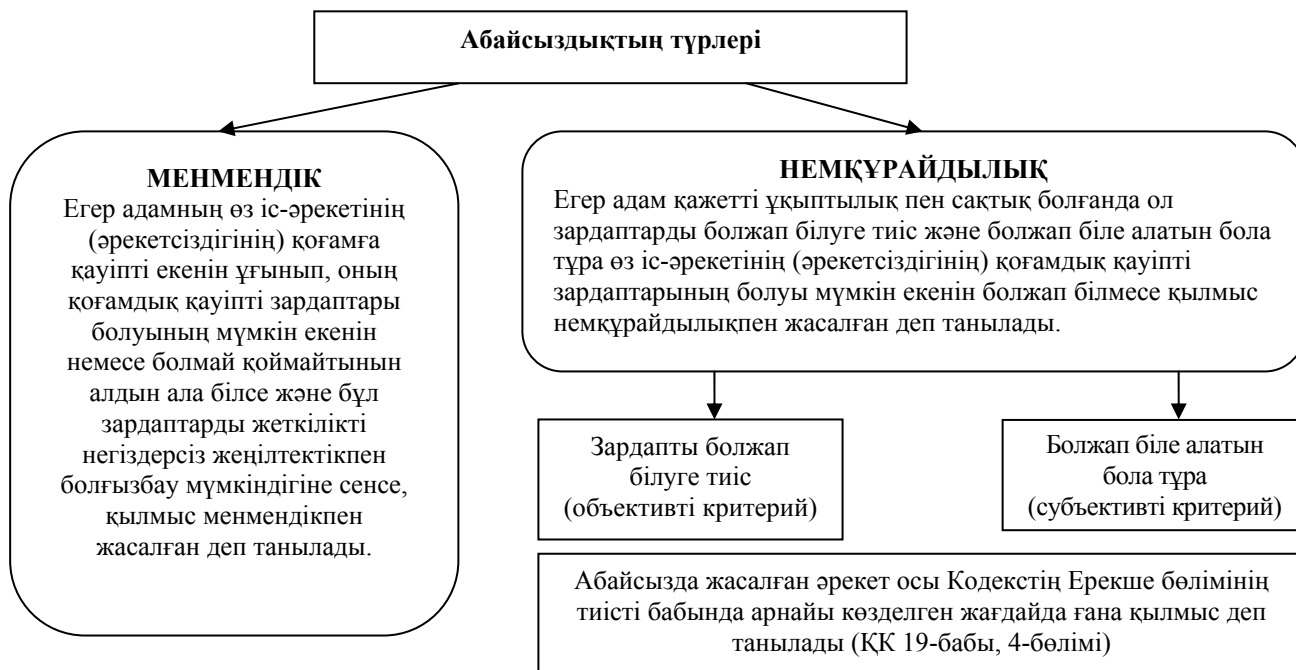 Абайсыздықтың түрлері
МЕНМЕНДІК
Егер адамның өз іс-әрекетінің
(әрекетсіздігінің) қоғамға
қауіпті екенін ұғынып, оның
қоғамдық қауіпті зардаптары
болуының мүмкін екенін
немесе болмай қоймайтынын
алдын ала білсе және бұл
зардаптарды жеткілікті
негіздерсіз жеңілтектікпен
болғызбау мүмкіндігіне сенсе,
қылмыс менмендікпен
жасалған деп танылады.
НЕМҚҰРАЙДЫЛЫҚ
Егер адам қажетті ұқыптылық пен сақтық болғанда ол
зардаптарды болжап білуге тиіс және болжап біле алатын бола
тұра өз іс-әрекетінің (әрекетсіздігінің) қоғамдық қауіпті
зардаптарының болуы мүмкін екенін болжап білмесе қылмыс
немқұрайдылықпен жасалған деп танылады.
Зардапты болжап
білуге тиіс
(объективті критерий)
Болжап біле алатын
бола тұра
(субъективті критерий)
Абайсызда жасалған әрекет осы Кодекстің Ерекше бөлімінің
тиісті бабында арнайы көзделген жағдайда ғана қылмыс деп
танылады (ҚК 19-бабы, 4-бөлімі)